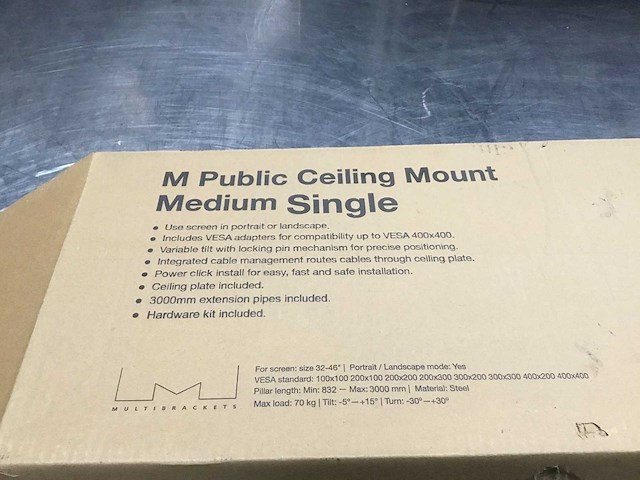 M Public Ceiling Mount
Medium Single
• Use screen in portrait or landscape.
• Includes VESA adapters for compatibility up to VESA 400x400.
• Variable tilt with locking pin mechanism for precise positioning.
• Integrated cable management routes cables through ceiling plate.
• Power click install for easy, fast and safe installation.
• Ceiling plate included.
• 3000mm extension pipes included.
• Hardware kit included.
For screen: size 32-46" | Portrait / Landscape mode: Yes
VESA standard: 100x100 200x100 200x200 200x300 300x200 300x300 400x200 400x400
Pillar length: Min: 832 — Max: 3000 mm | Material: Steel
Max load: 70 kg | Tilt: -5°—+15° | Turn: -30°—+30°
MULTIBRACKETS